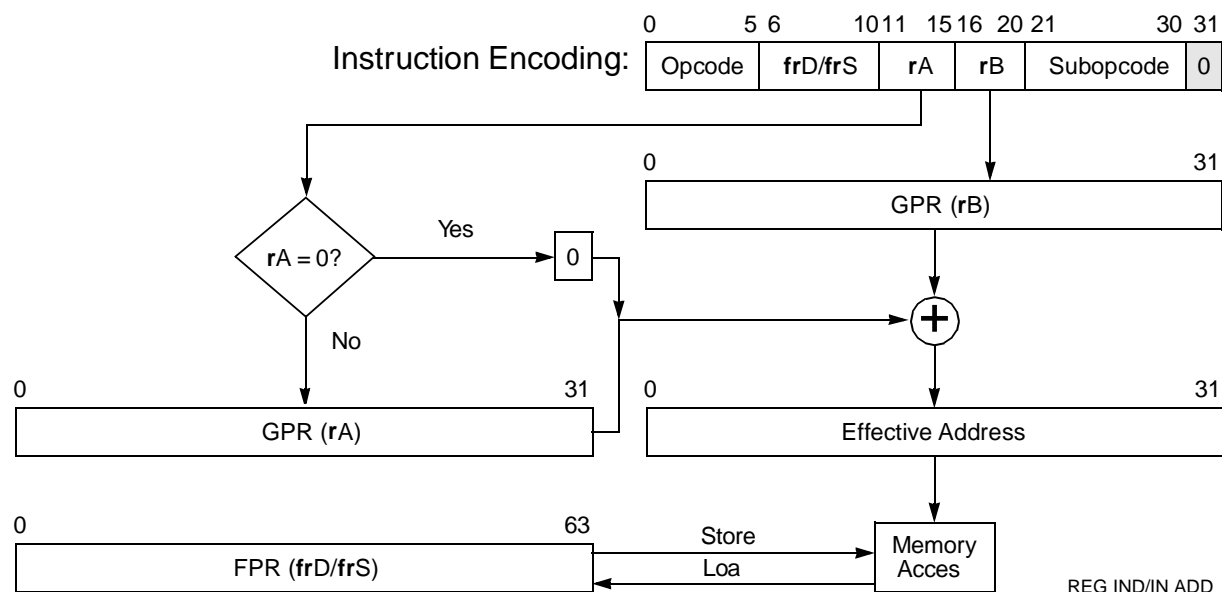 0 5 6 10 11 15 16 20 21 30 31
Instruction Encoding: Opcode frD/frS rA rB Subopcode 0
0 31
GPR (rB)
Yes
rA = 0? 0
+
No
0 31 0 31
GPR (rA) Effective Address
0 63
Store
FPR (frD/frS) Memory
Loa Acces
REG IND/IN ADD